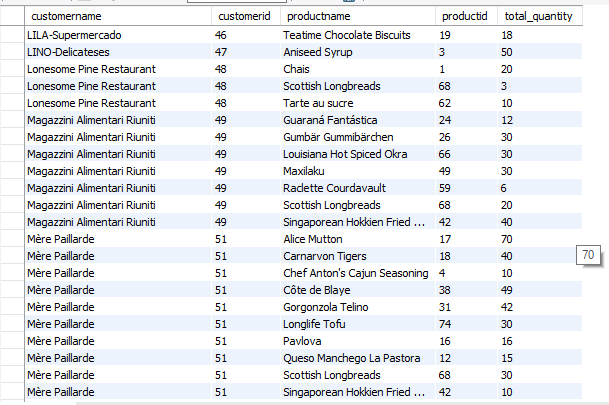 customername customerid productname productid total_quantity
LILA-Supermercado 46 Teatime Chocolate Biscuits 19 18
LINO-Delicateses 47 Aniseed Syrup 3 50
Lonesome Pine Restaurant 48 Chais 1 20
Lonesome Pine Restaurant 48 Scottish Longbreads 68 3
Lonesome Pine Restaurant 48 Tarte au sucre 62 10
Magazzini Alimentari Riuniti 49 Guaraná Fantástica 24 12
Magazzini Alimentari Riuniti 49 Gumbär Gummibärchen 26 30
Magazzini Alimentari Riuniti 49 Louisiana Hot Spiced Okra 66 30
Magazzini Alimentari Riuniti 49 Maxilaku 49 30
Magazzini Alimentari Riuniti 49 Raclette Courdavault 59 6
Magazzini Alimentari Riuniti 49 Scottish Longbreads 68 20
Magazzini Alimentari Riuniti 49 Singaporean Hokkien Fried ... 42 40
Mère Paillarde 51 Alice Mutton 17 70
Mère Paillarde 51 Carnarvon Tigers 18 40
70
Mère Paillarde 51 Chef Anton's Cajun Seasoning 4 10
Mère Paillarde 51 Côte de Blaye 38 49
Mère Paillarde 51 Gorgonzola Telino 31 42
Mère Paillarde 51 Longlife Tofu 74 30
Mère Paillarde 51 Pavlova 16 16
Mère Paillarde 51 Queso Manchego La Pastora 12 15
Mère Paillarde 51 Scottish Longbreads 68 30
Mère Paillarde 51 Singaporean Hokkien Fried ... 42 10